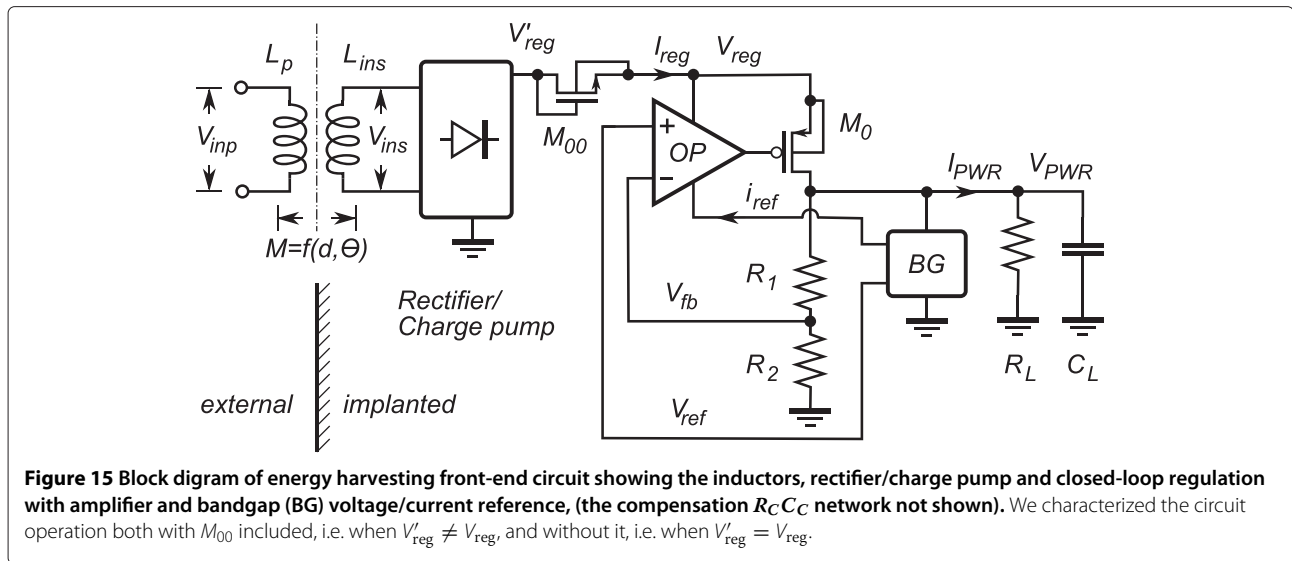 V'reg
Ireg
Vreg
Lp
Lins
Vinp
Vins
M00
M0
+
OP
−
IPWR
VPWR
iref
M=f(d,Θ)
BG
R1
Vfb
Rectifier/
Charge pump
R2
RL
CL
external
implanted
Vref
Figure 15 Block digram of energy harvesting front-end circuit showing the inductors, rectifier/charge pump and closed-loop regulation
with amplifier and bandgap (BG) voltage/current reference, (the compensation RCCC network not shown). We characterized the circuit
operation both with M00 included, i.e. when V′reg ≠ Vreg, and without it, i.e. when V′reg = Vreg.